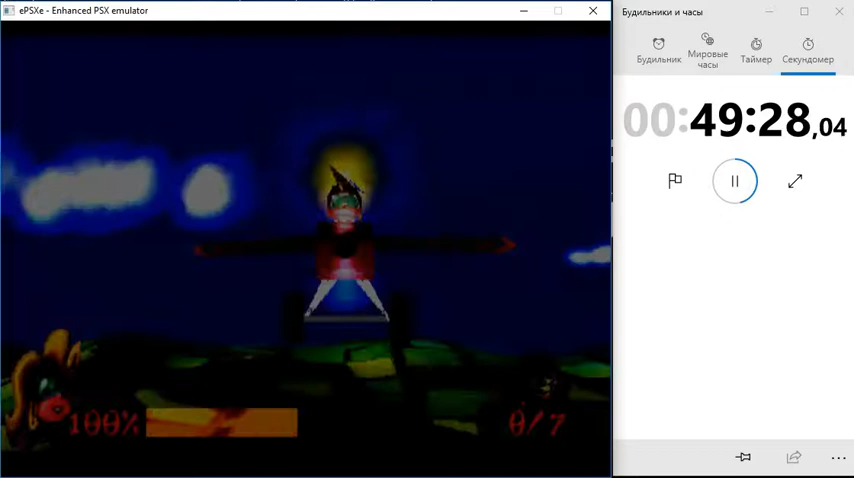 ePSXe - Enhanced PSX emulator
Будильники и часы
Будильник
Мировые
часы
Таймер
Секундомер
00:49:28,04
100%
0/7